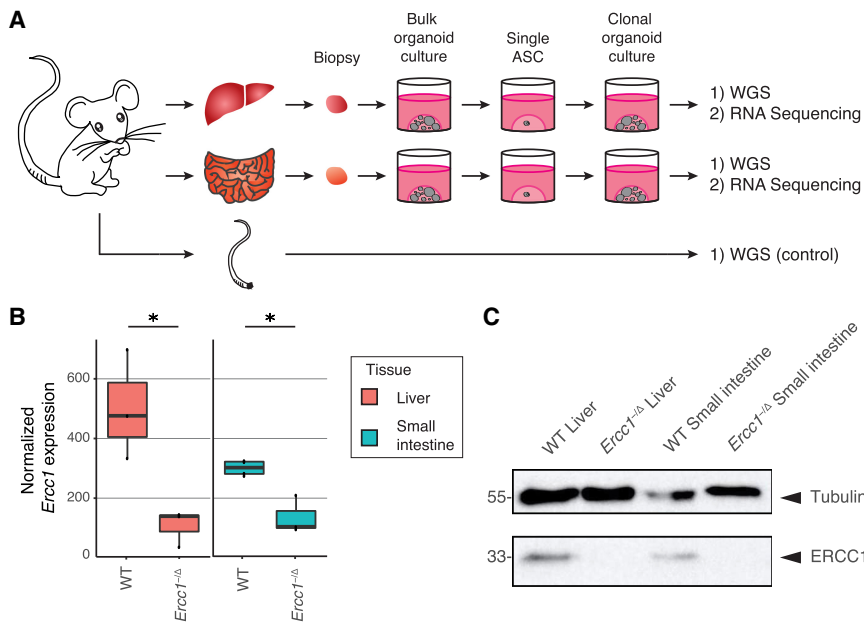 A
Biopsy
Bulk
organoid
culture
Single
ASC
Clonal
organoid
culture
1) WGS
2) RNA Sequencing
1) WGS
2) RNA Sequencing
1) WGS (control)
B
*
*
Normalized
Ercc1 expression
600
400
200
0
WT
Ercc1⁻/Δ
WT
Ercc1⁻/Δ
Tissue
Liver
Small
intestine
C
WT Liver
Ercc1⁻/Δ Liver
WT Small intestine
Ercc1⁻/Δ Small intestine
55-
Tubulin
33-
ERCC1